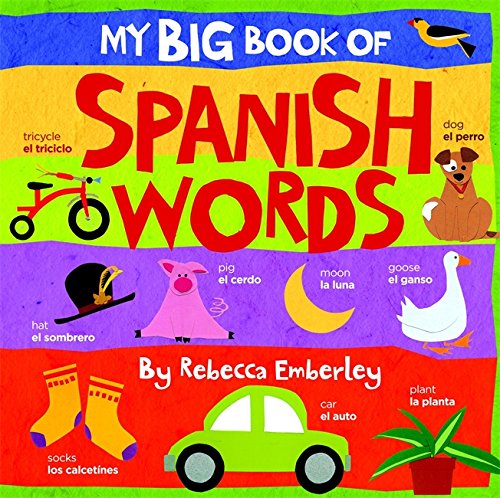 MY BIG BOOK OF
SPANISH
WORDS
tricycle
el triciclo
dog
el perro
hat
el sombrero
pig
el cerdo
moon
la luna
goose
el ganso
By Rebecca Emberley
socks
los calcetínes
car
el auto
plant
la planta